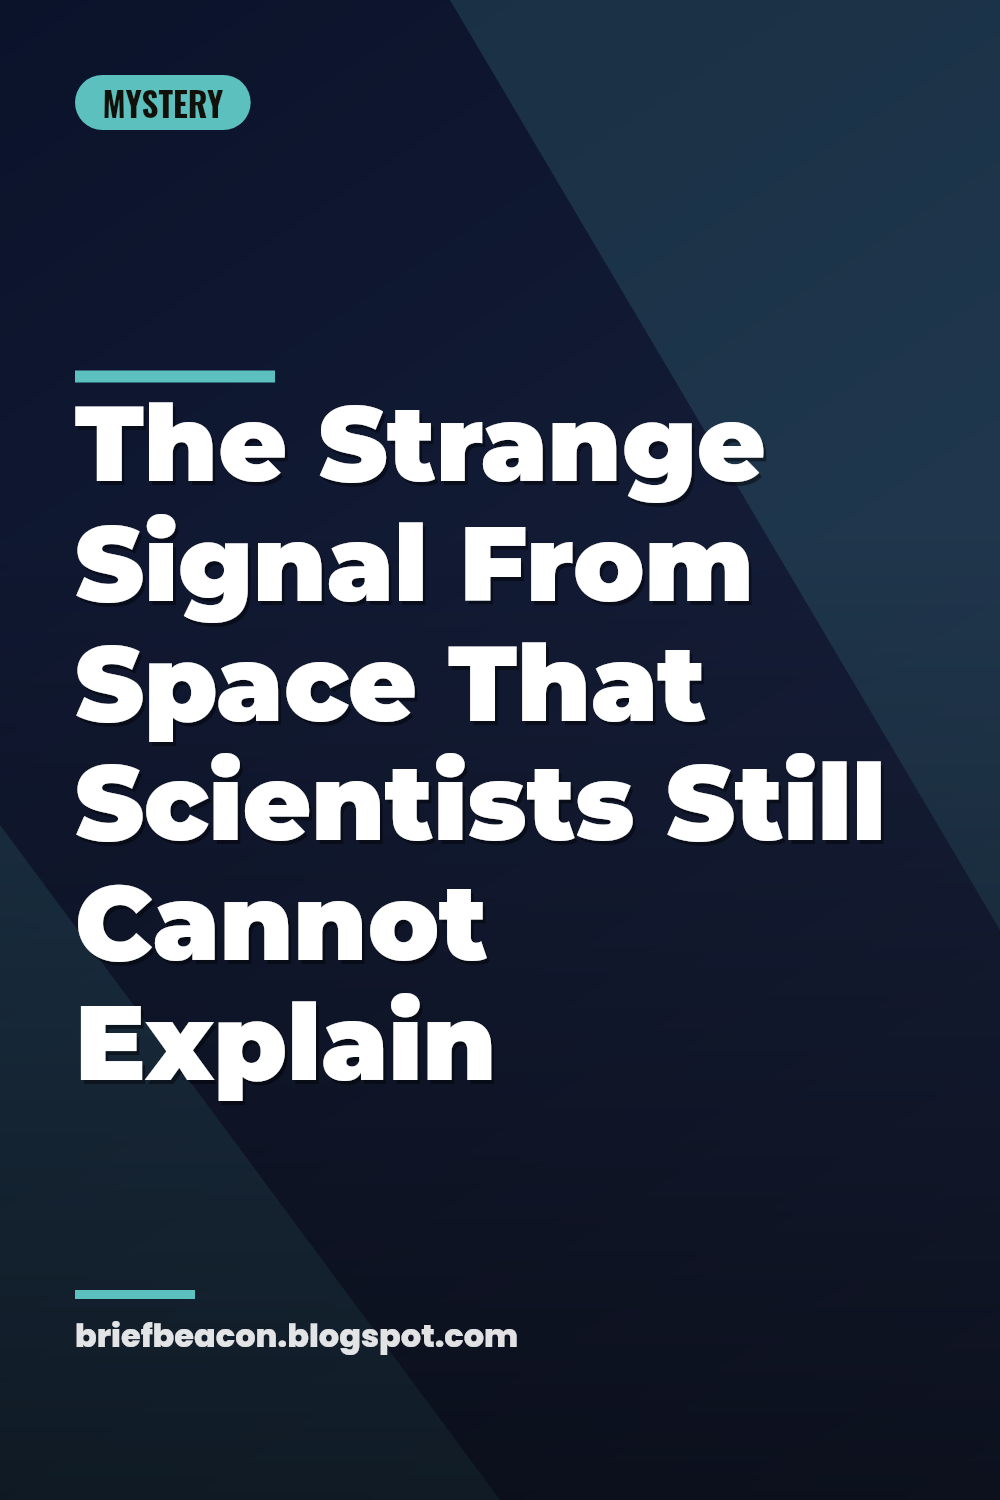 MYSTERY
The Strange
Signal From
Space That
Scientists Still
Cannot
Explain
briefbeacon.blogspot.com